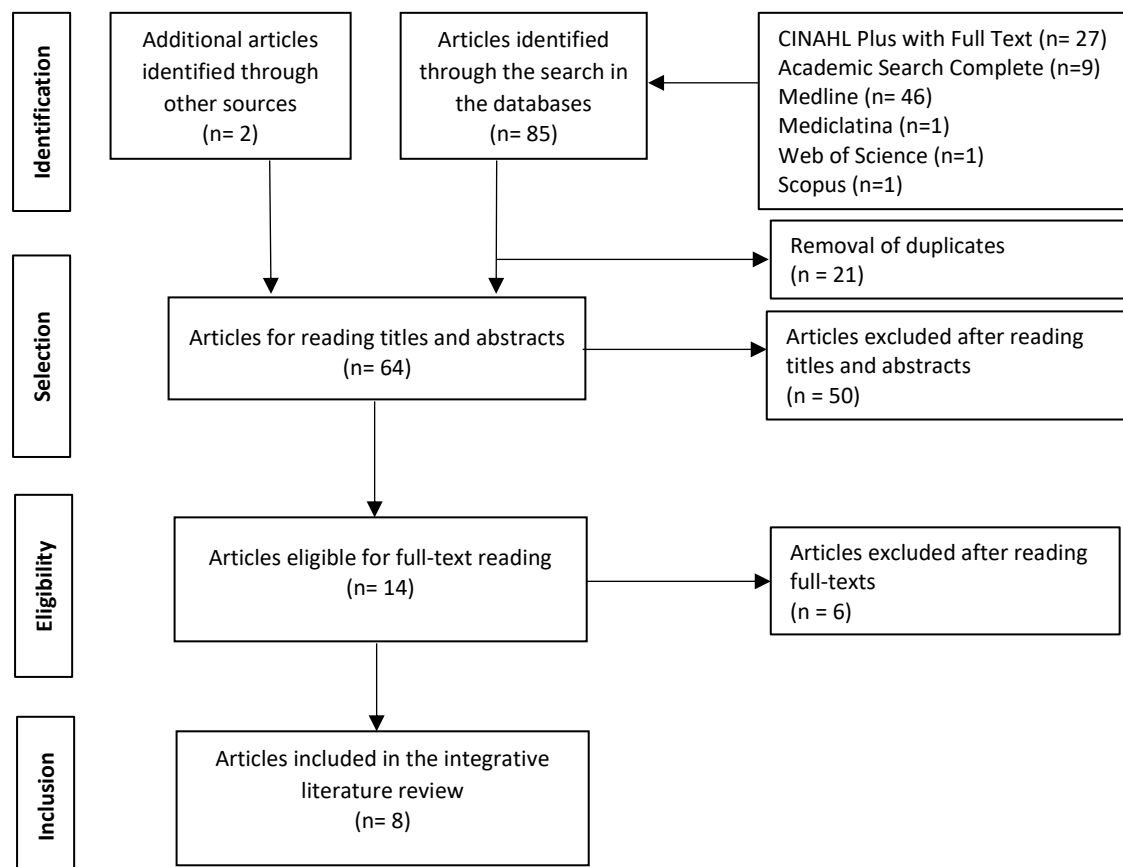 Identification
Additional articles
identified through
other sources
(n= 2)
Articles identified
through the search in
the databases
(n= 85)
CINAHL Plus with Full Text (n= 27)
Academic Search Complete (n=9)
Medline (n= 46)
Mediclatina (n=1)
Web of Science (n=1)
Scopus (n=1)
Selection
Removal of duplicates
(n = 21)
Articles for reading titles and abstracts
(n= 64)
Articles excluded after reading
titles and abstracts
(n = 50)
Eligibility
Articles eligible for full-text reading
(n= 14)
Articles excluded after reading
full-texts
(n = 6)
Inclusion
Articles included in the integrative
literature review
(n= 8)